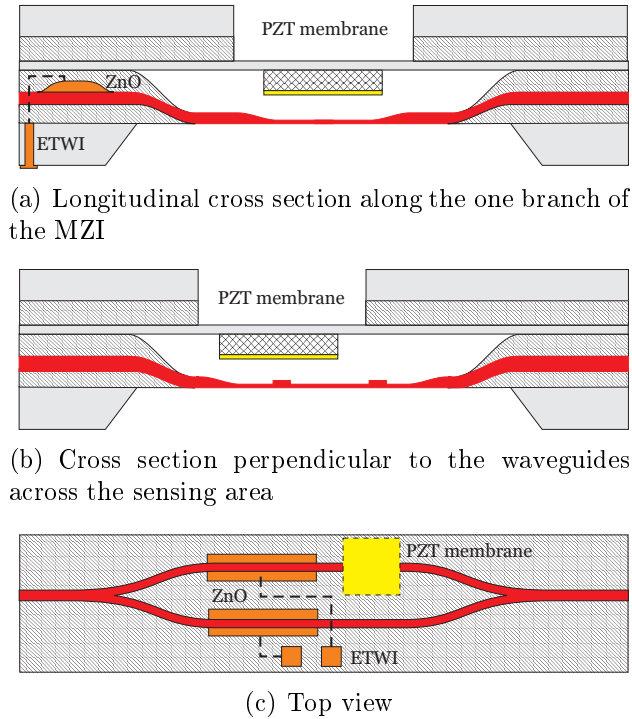 PZT membrane
ZnO
ETWI
(a) Longitudinal cross section along the one branch of
the MZI
PZT membrane
(b) Cross section perpendicular to the waveguides
across the sensing area
PZT membrane
ZnO
ETWI
(c) Top view